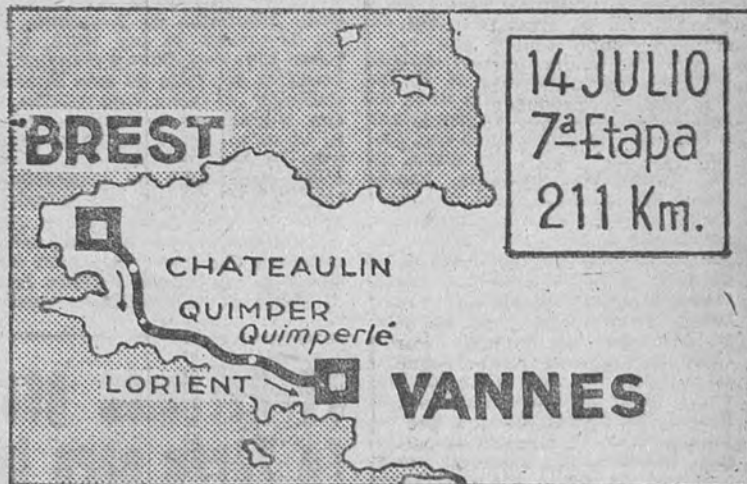 14 JULIO
7ª Etapa
211 Km.
BREST
CHATEAULIN
QUIMPER
Quimperlé
LORIENT
VANNES